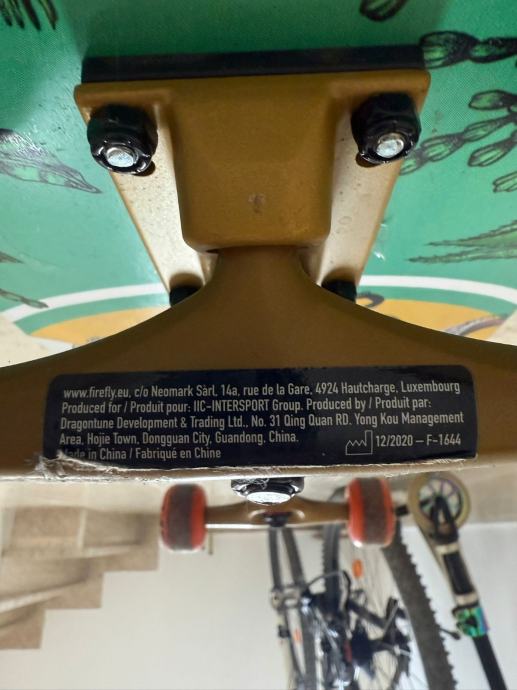 www.firefly.eu, c/o Neomark Sàrl, 14a, rue de la Gare, 4924 Hautcharge, Luxembourg
Produced for / Produit pour: IIC-INTERSPORT Group. Produced by / Produit par:
Dragontune Development & Trading Ltd., No. 31 Qing Quan RD. Yong Kou Management
Area, Hojie Town, Dongguan City, Guandong. China. 12/2020 – F-1644
Made in China / Fabriqué en Chine